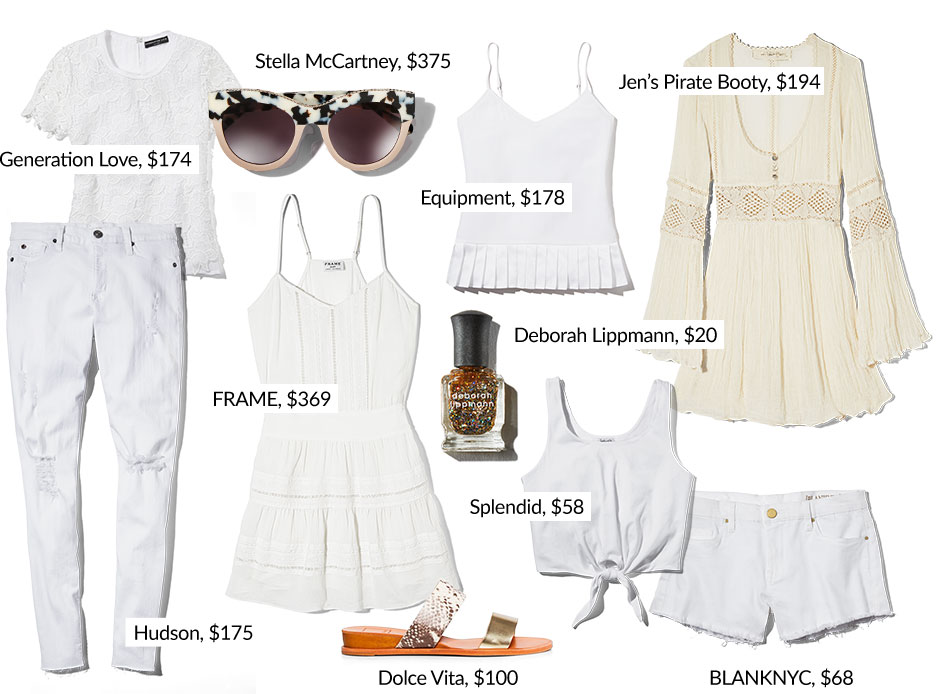 Stella McCartney, $375
Jen's Pirate Booty, $194
Generation Love, $174
Equipment, $178
FRAME
Deborah Lippmann, $20
FRAME, $369
deborah
lippmann
Splendid, $58
Hudson, $175
Dolce Vita, $100
BLANKNYC, $68